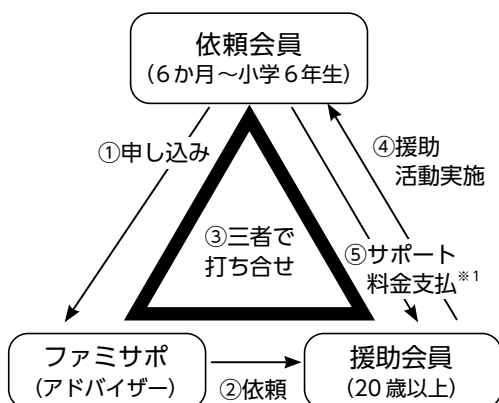 依頼会員
（６か月～小学６年生）
①申し込み
④援助
活動実施
③三者で
打ち合せ
⑤サポート
料金支払※1
ファミサポ
（アドバイザー）
②依頼
援助会員
（20歳以上）